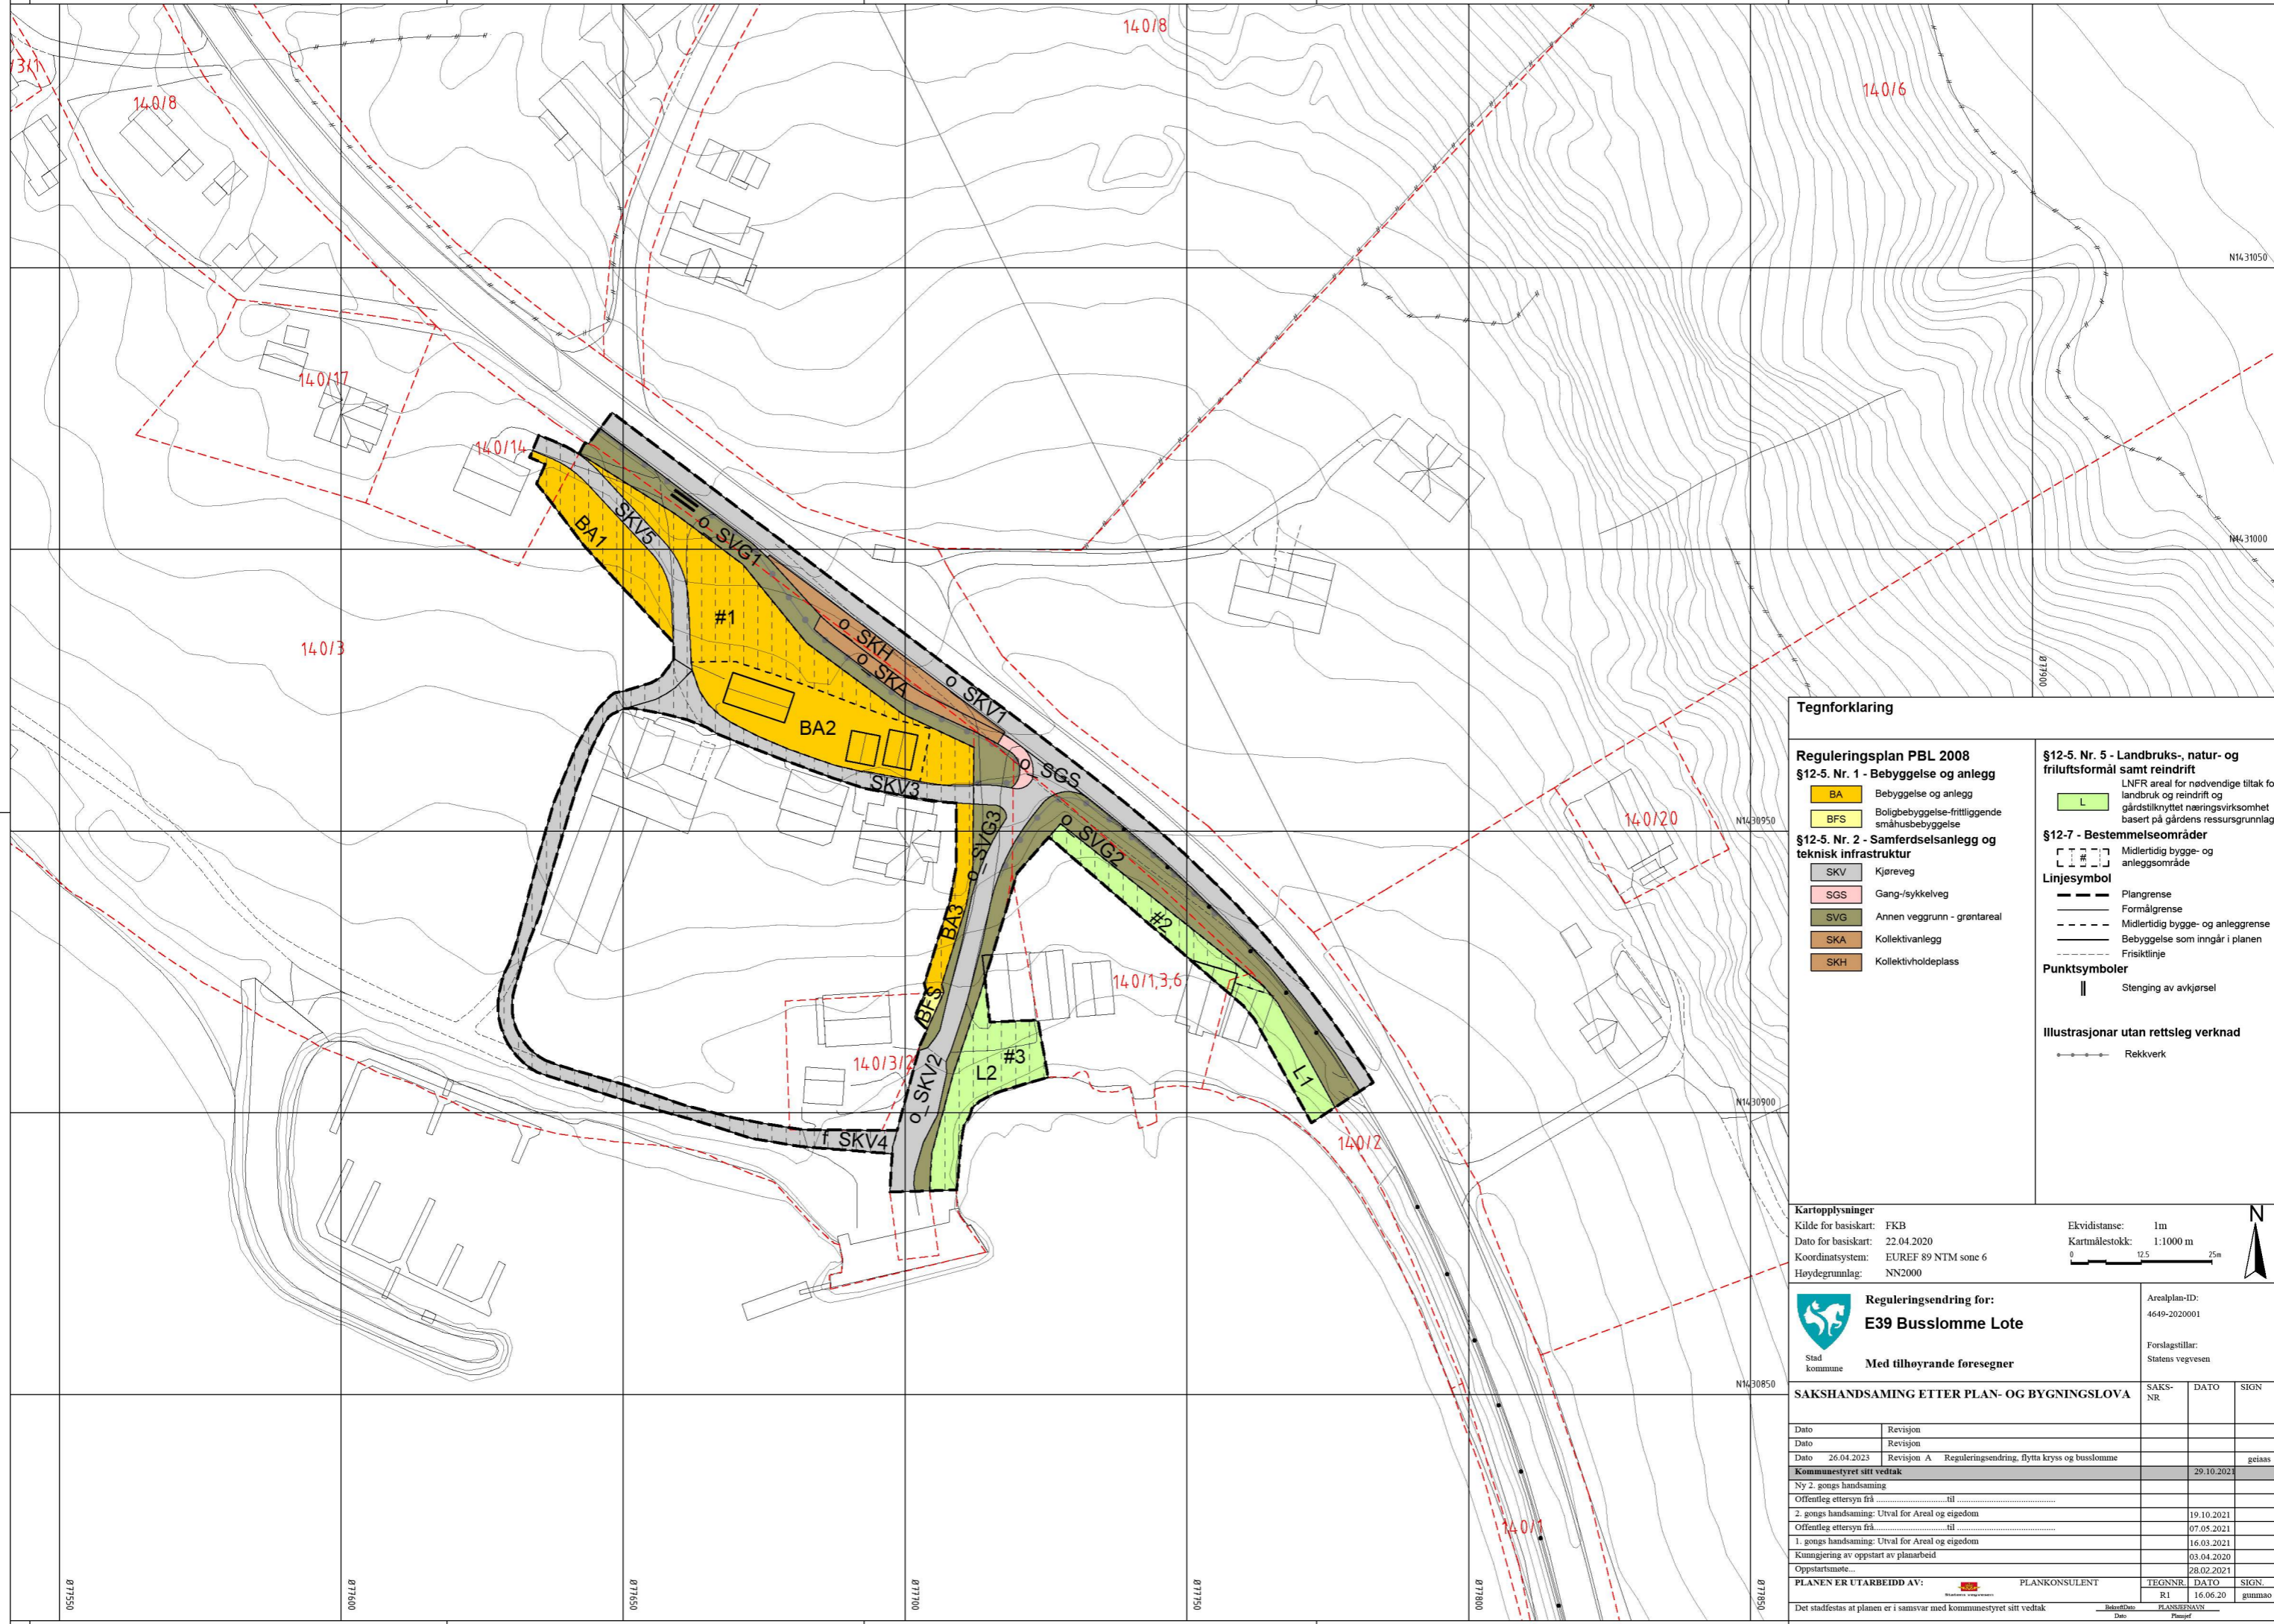 140/8
140/6
3/1
140/8
N1431050
140/17
140/14
BA1
SKV5
o_SVG1
N1431000
#1
140/3
o_SKH
o_SKA
o_SKV1
BA2
o_SGS
SKV3
o_SVG3
o_SVG2
140/20
N1430950
BA3
#2
140/1,3,6
BFS
140/3/2
#3
L2
L1
o_SKV2
N1430900
f_SKV4
140/2
N1430850
140/1
Ø77550
Ø77600
Ø77650
Ø77700
Ø77750
Ø77800
Ø77850
Ø77900
Tegnforklaring
Reguleringsplan PBL 2008
§12-5. Nr. 1 - Bebyggelse og anlegg
BA Bebyggelse og anlegg
BFS Boligbebyggelse-frittliggende
småhusbebyggelse
§12-5. Nr. 2 - Samferdselsanlegg og
teknisk infrastruktur
SKV Kjøreveg
SGS Gang-/sykkelveg
SVG Annen veggrunn - grøntareal
SKA Kollektivanlegg
SKH Kollektivholdeplass
§12-5. Nr. 5 - Landbruks-, natur- og
friluftsformål samt reindrift
LNFR areal for nødvendige tiltak fo
L landbruk og reindrift og
gårdstilknyttet næringsvirksomhet
basert på gårdens ressursgrunnlag
§12-7 - Bestemmelseområder
# Midlertidig bygge- og
anleggsområde
Linjesymbol
Plangrense
Formålgrense
Midlertidig bygge- og anleggrense
Bebyggelse som inngår i planen
Frisiktlinje
Punktsymboler
Stenging av avkjørsel
Illustrasjonar utan rettsleg verknad
Rekkverk
Kartopplysninger
Kilde for basiskart: FKB
Dato for basiskart: 22.04.2020
Koordinatsystem: EUREF 89 NTM sone 6
Høydegrunnlag: NN2000
Ekvidistanse: 1m
Kartmålestokk: 1:1000 m
0 12.5 25m
N
Stad
kommune
Reguleringsendring for:
E39 Busslomme Lote
Med tilhøyrande føresegner
Arealplan-ID:
4649-2020001
Forslagstillar:
Statens vegvesen
SAKSHANDSAMING ETTER PLAN- OG BYGNINGSLOVA SAKS-NR DATO SIGN
Dato Revisjon
Dato Revisjon
Dato 26.04.2023 Revisjon A Reguleringsendring, flytta kryss og busslomme geiaas
Kommunestyret sitt vedtak 29.10.2021
Ny 2. gongs handsaming
Offentleg ettersyn frå ..............................til ..........................................
2. gongs handsaming: Utval for Areal og eigedom 19.10.2021
Offentleg ettersyn frå..............................til .......................................... 07.05.2021
1. gongs handsaming: Utval for Areal og eigedom 16.03.2021
Kunngjering av oppstart av planarbeid 03.04.2020
Oppstartsmøte... 28.02.2021
PLANEN ER UTARBEIDD AV: Statens vegvesen PLANKONSULENT TEGNNR. DATO SIGN.
R1 16.06.20 gunmao
Det stadfestas at planen er i samsvar med kommunestyret sitt vedtak BekreftDato PLANSJEFNAVN
Dato Plansjef